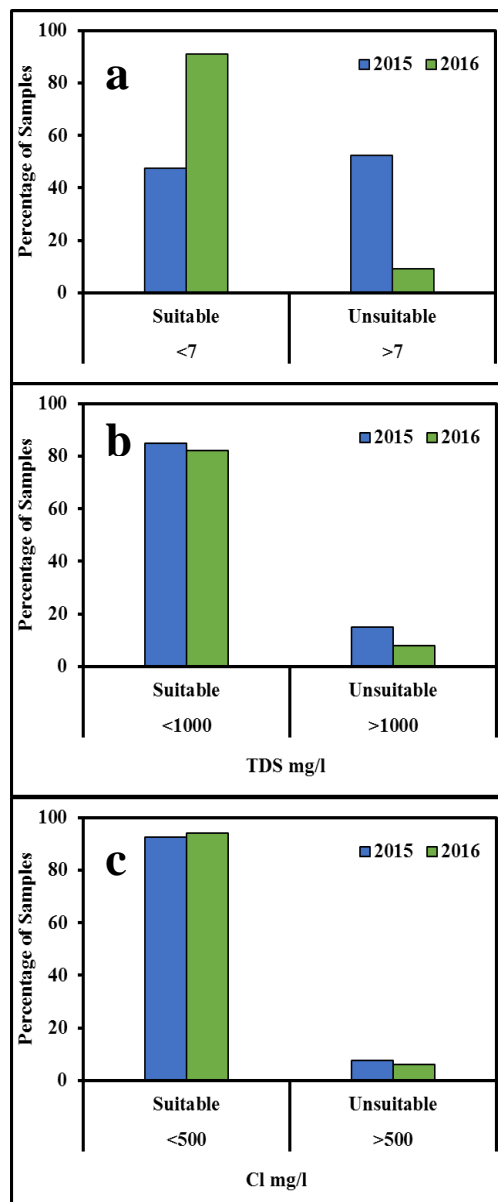 100
80
60
40
20
0
Percentage of Samples
a
2015 2016
Suitable Unsuitable
<7 >7
100
80
60
40
20
0
Percentage of Samples
b
2015 2016
Suitable Unsuitable
<1000 >1000
TDS mg/l
100
80
60
40
20
0
Percentage of Samples
c
2015 2016
Suitable Unsuitable
<500 >500
Cl mg/l